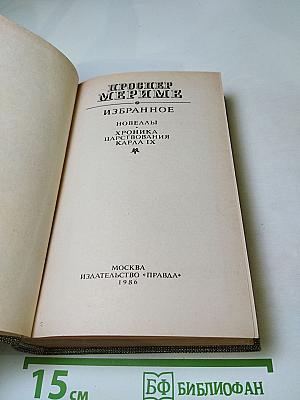 ПРОСПЕР
МЕРИМЕ
ИЗБРАННОЕ
НОВЕЛЛЫ
ХРОНИКА
ЦАРСТВОВАНИЯ
КАРЛА IX
МОСКВА
ИЗДАТЕЛЬСТВО «ПРАВДА»
1986
15 СМ
БФ БИБЛИОФАН